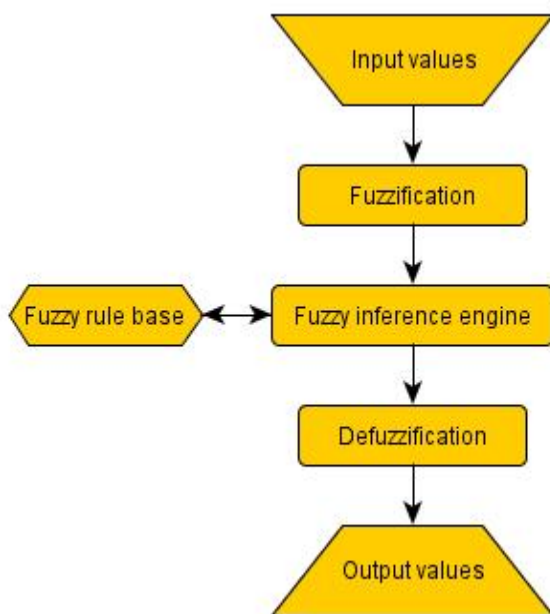 Input values
Fuzzification
Fuzzy rule base
Fuzzy inference engine
Defuzzification
Output values